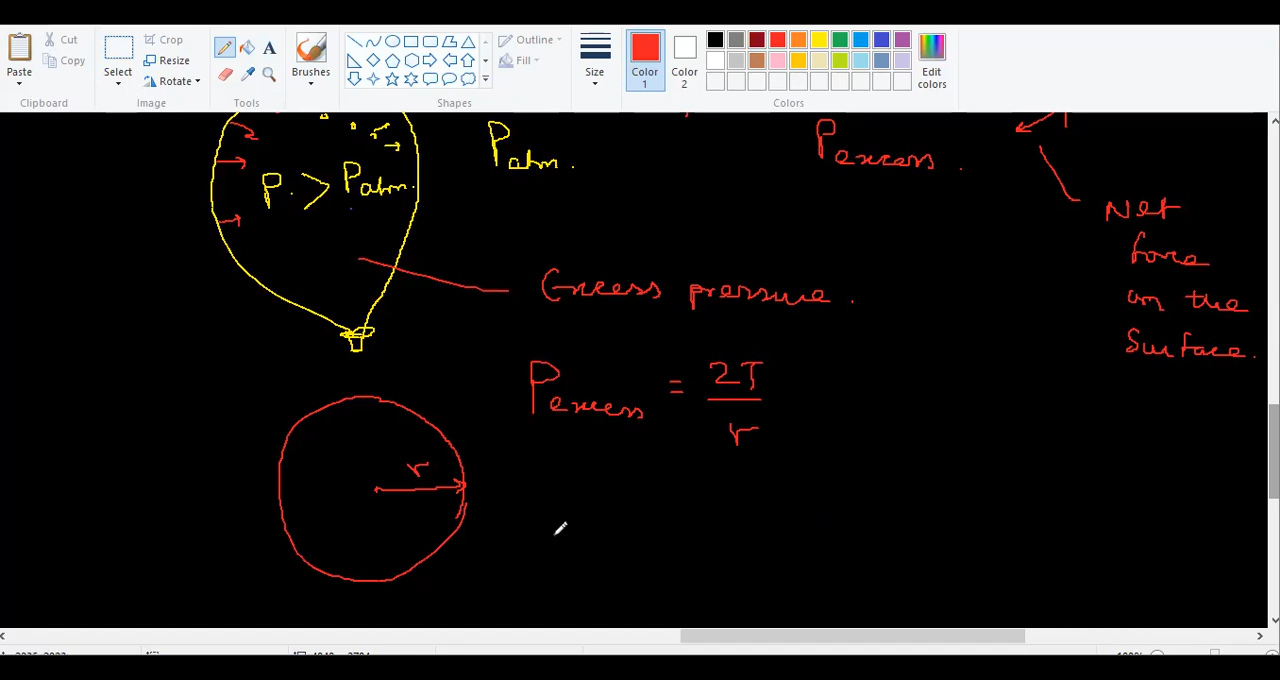 Cut
Copy
Paste
Clipboard
Select
Crop
Resize
Rotate
Image
A
Tools
Brushes
Outline
Fill
Shapes
Size
Color
1
Color
2
Edit
colors
Colors
Patm.
Pexcess.
P. > Patm.
Net
force
on the
Surface.
Excess pressure.
Pexcess = 2T
r
r